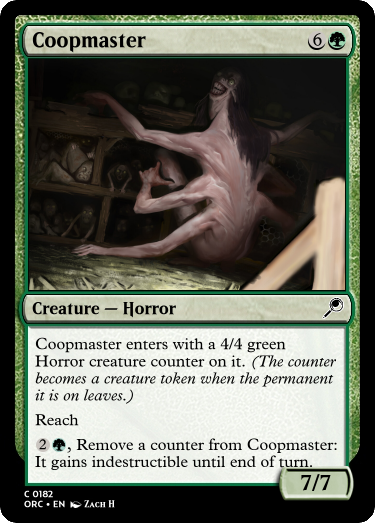 Coopmaster 6
Creature — Horror
Coopmaster enters with a 4/4 green
Horror creature counter on it. (The counter
becomes a creature token when the permanent
it is on leaves.)
Reach
2, Remove a counter from Coopmaster:
It gains indestructible until end of turn.
7/7
C 0182
ORC • EN Zach H